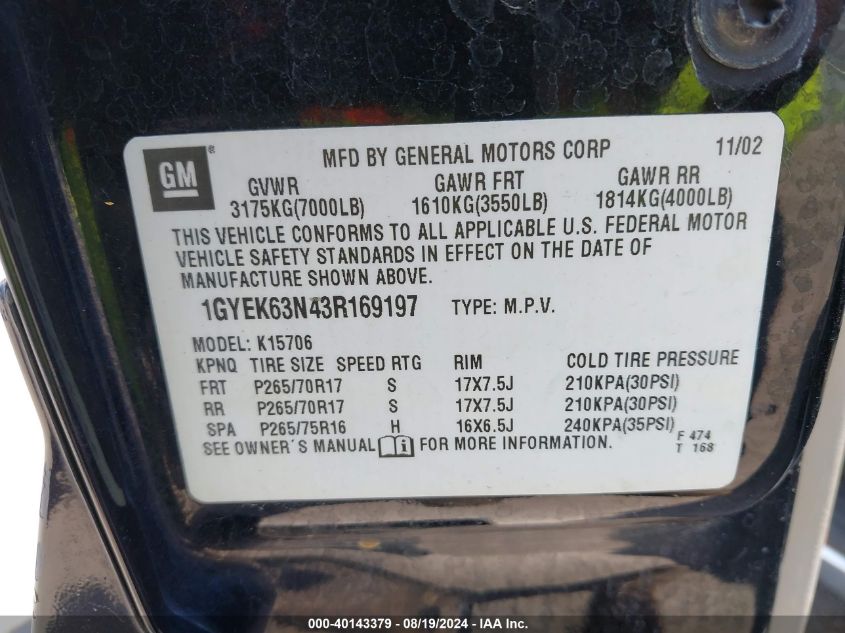 GM ® MFD BY GENERAL MOTORS CORP 11/02
GVWR GAWR FRT GAWR RR
3175KG(7000LB) 1610KG(3550LB) 1814KG(4000LB)
THIS VEHICLE CONFORMS TO ALL APPLICABLE U.S. FEDERAL MOTOR
VEHICLE SAFETY STANDARDS IN EFFECT ON THE DATE OF
MANUFACTURE SHOWN ABOVE.
1GYEK63N43R169197 TYPE: M.P.V.
MODEL: K15706
KPNQ TIRE SIZE SPEED RTG RIM COLD TIRE PRESSURE
FRT P265/70R17 S 17X7.5J 210KPA(30PSI)
RR P265/70R17 S 17X7.5J 210KPA(30PSI)
SPA P265/75R16 H 16X6.5J 240KPA(35PSI)
SEE OWNER'S MANUAL i FOR MORE INFORMATION.
F 474
T 168
000-40143379 - 08/19/2024 - IAA Inc.